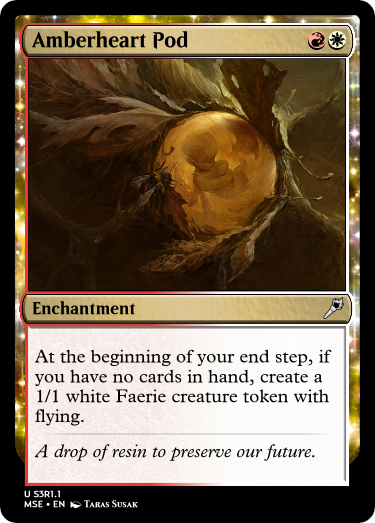 Amberheart Pod
Enchantment
At the beginning of your end step, if
you have no cards in hand, create a
1/1 white Faerie creature token with
flying.
A drop of resin to preserve our future.
U S3R1.1
MSE • EN Taras Susak